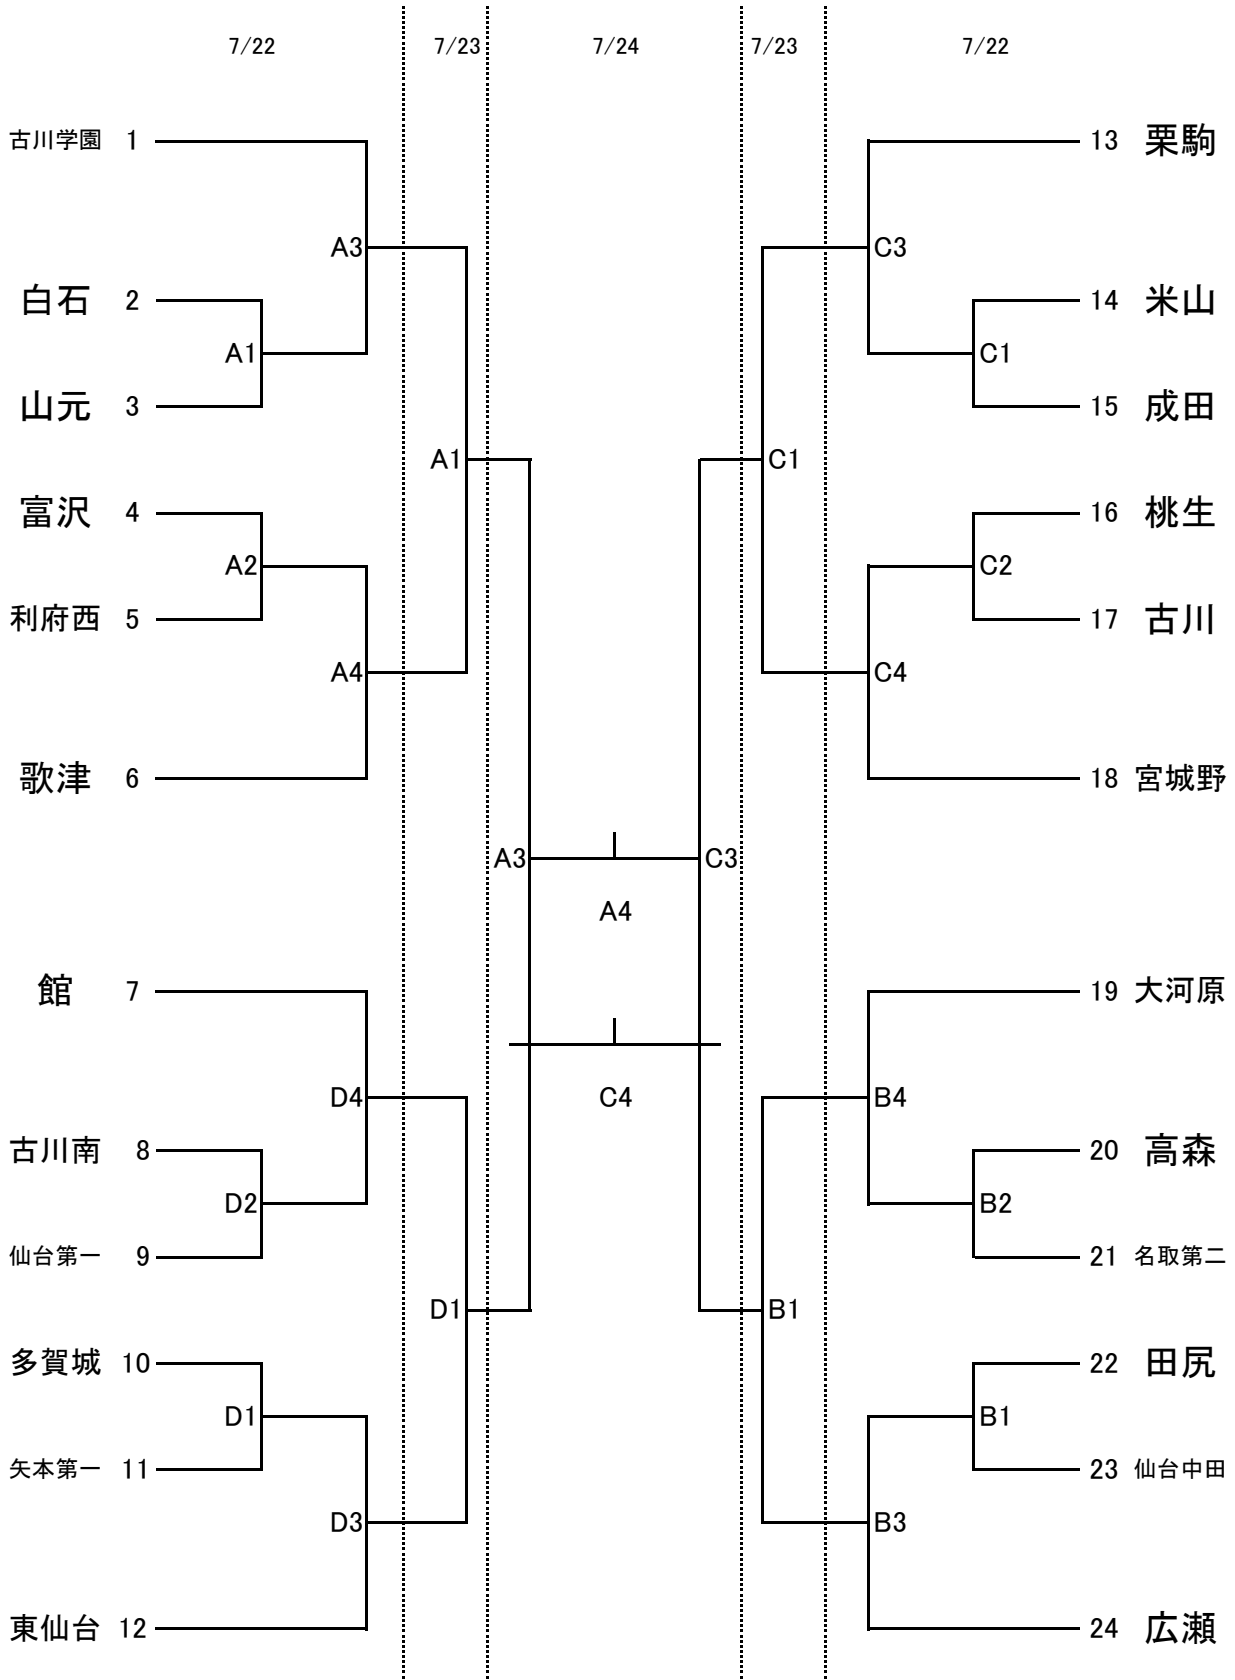 7/22 7/23 7/24 7/23 7/22
古川学園 1
13 栗駒
A3
C3
白石 2
14 米山
A1
C1
山元 3
15 成田
A1
C1
富沢 4
16 桃生
A2
C2
利府西 5
17 古川
A4
C4
歌津 6
18 宮城野
A3
C3
A4
館 7
19 大河原
D4
C4
B4
古川南 8
20 高森
D2
B2
仙台第一 9
21 名取第二
D1
B1
多賀城 10
22 田尻
D1
B1
矢本第一 11
23 仙台中田
D3
B3
東仙台 12
24 広瀬